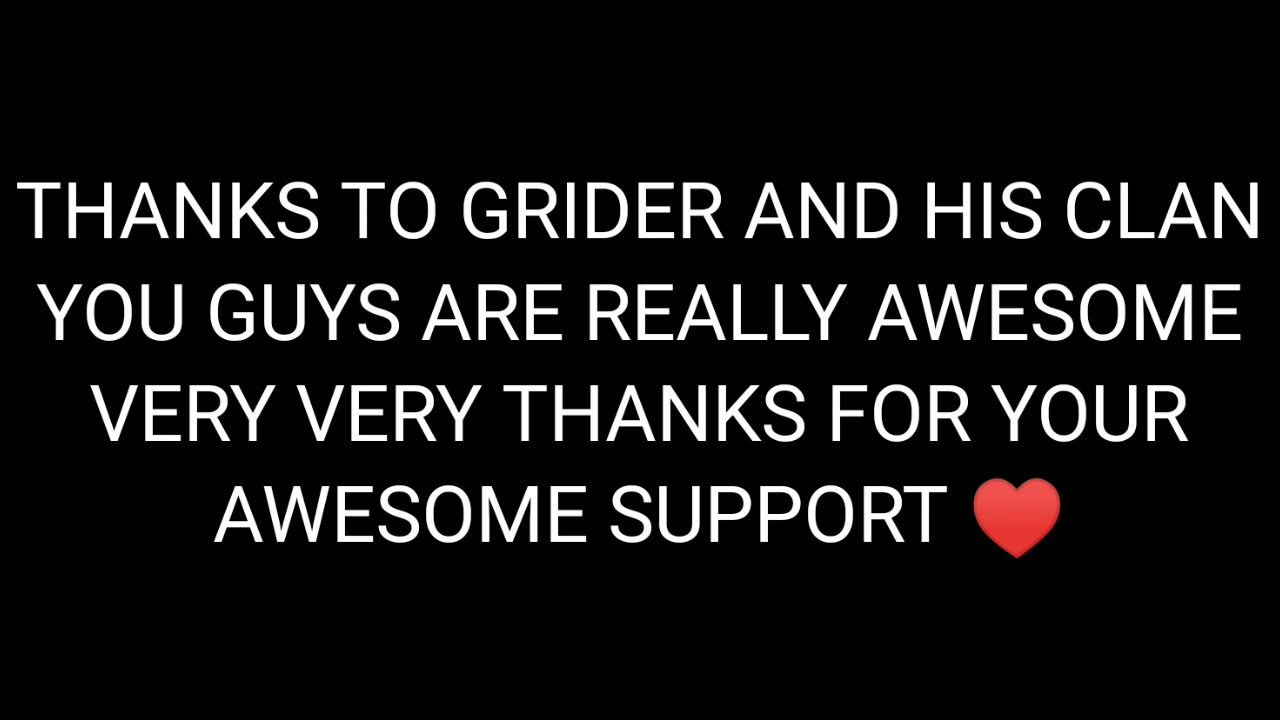 THANKS TO GRIDER AND HIS CLAN
YOU GUYS ARE REALLY AWESOME
VERY VERY THANKS FOR YOUR
AWESOME SUPPORT ♥️